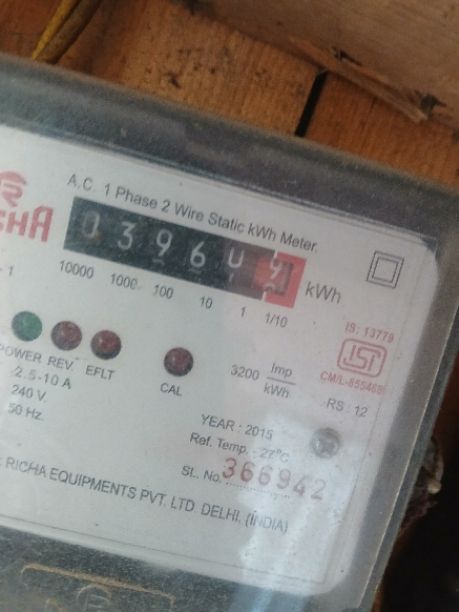 A.C. 1 Phase 2 Wire Static kWh Meter.
0396
kWh
10000 1000 100 10 1 1/10
IS: 13779
ISI
POWER REV. EFLT
CAL
3200 Imp
kWh
RS : 12
2.5-10 A
240 V.
50 Hz.
YEAR : 2015
Ref. Temp. : 27°C
SL. No. 366942
RICHA EQUIPMENTS PVT. LTD. DELHI, (INDIA)